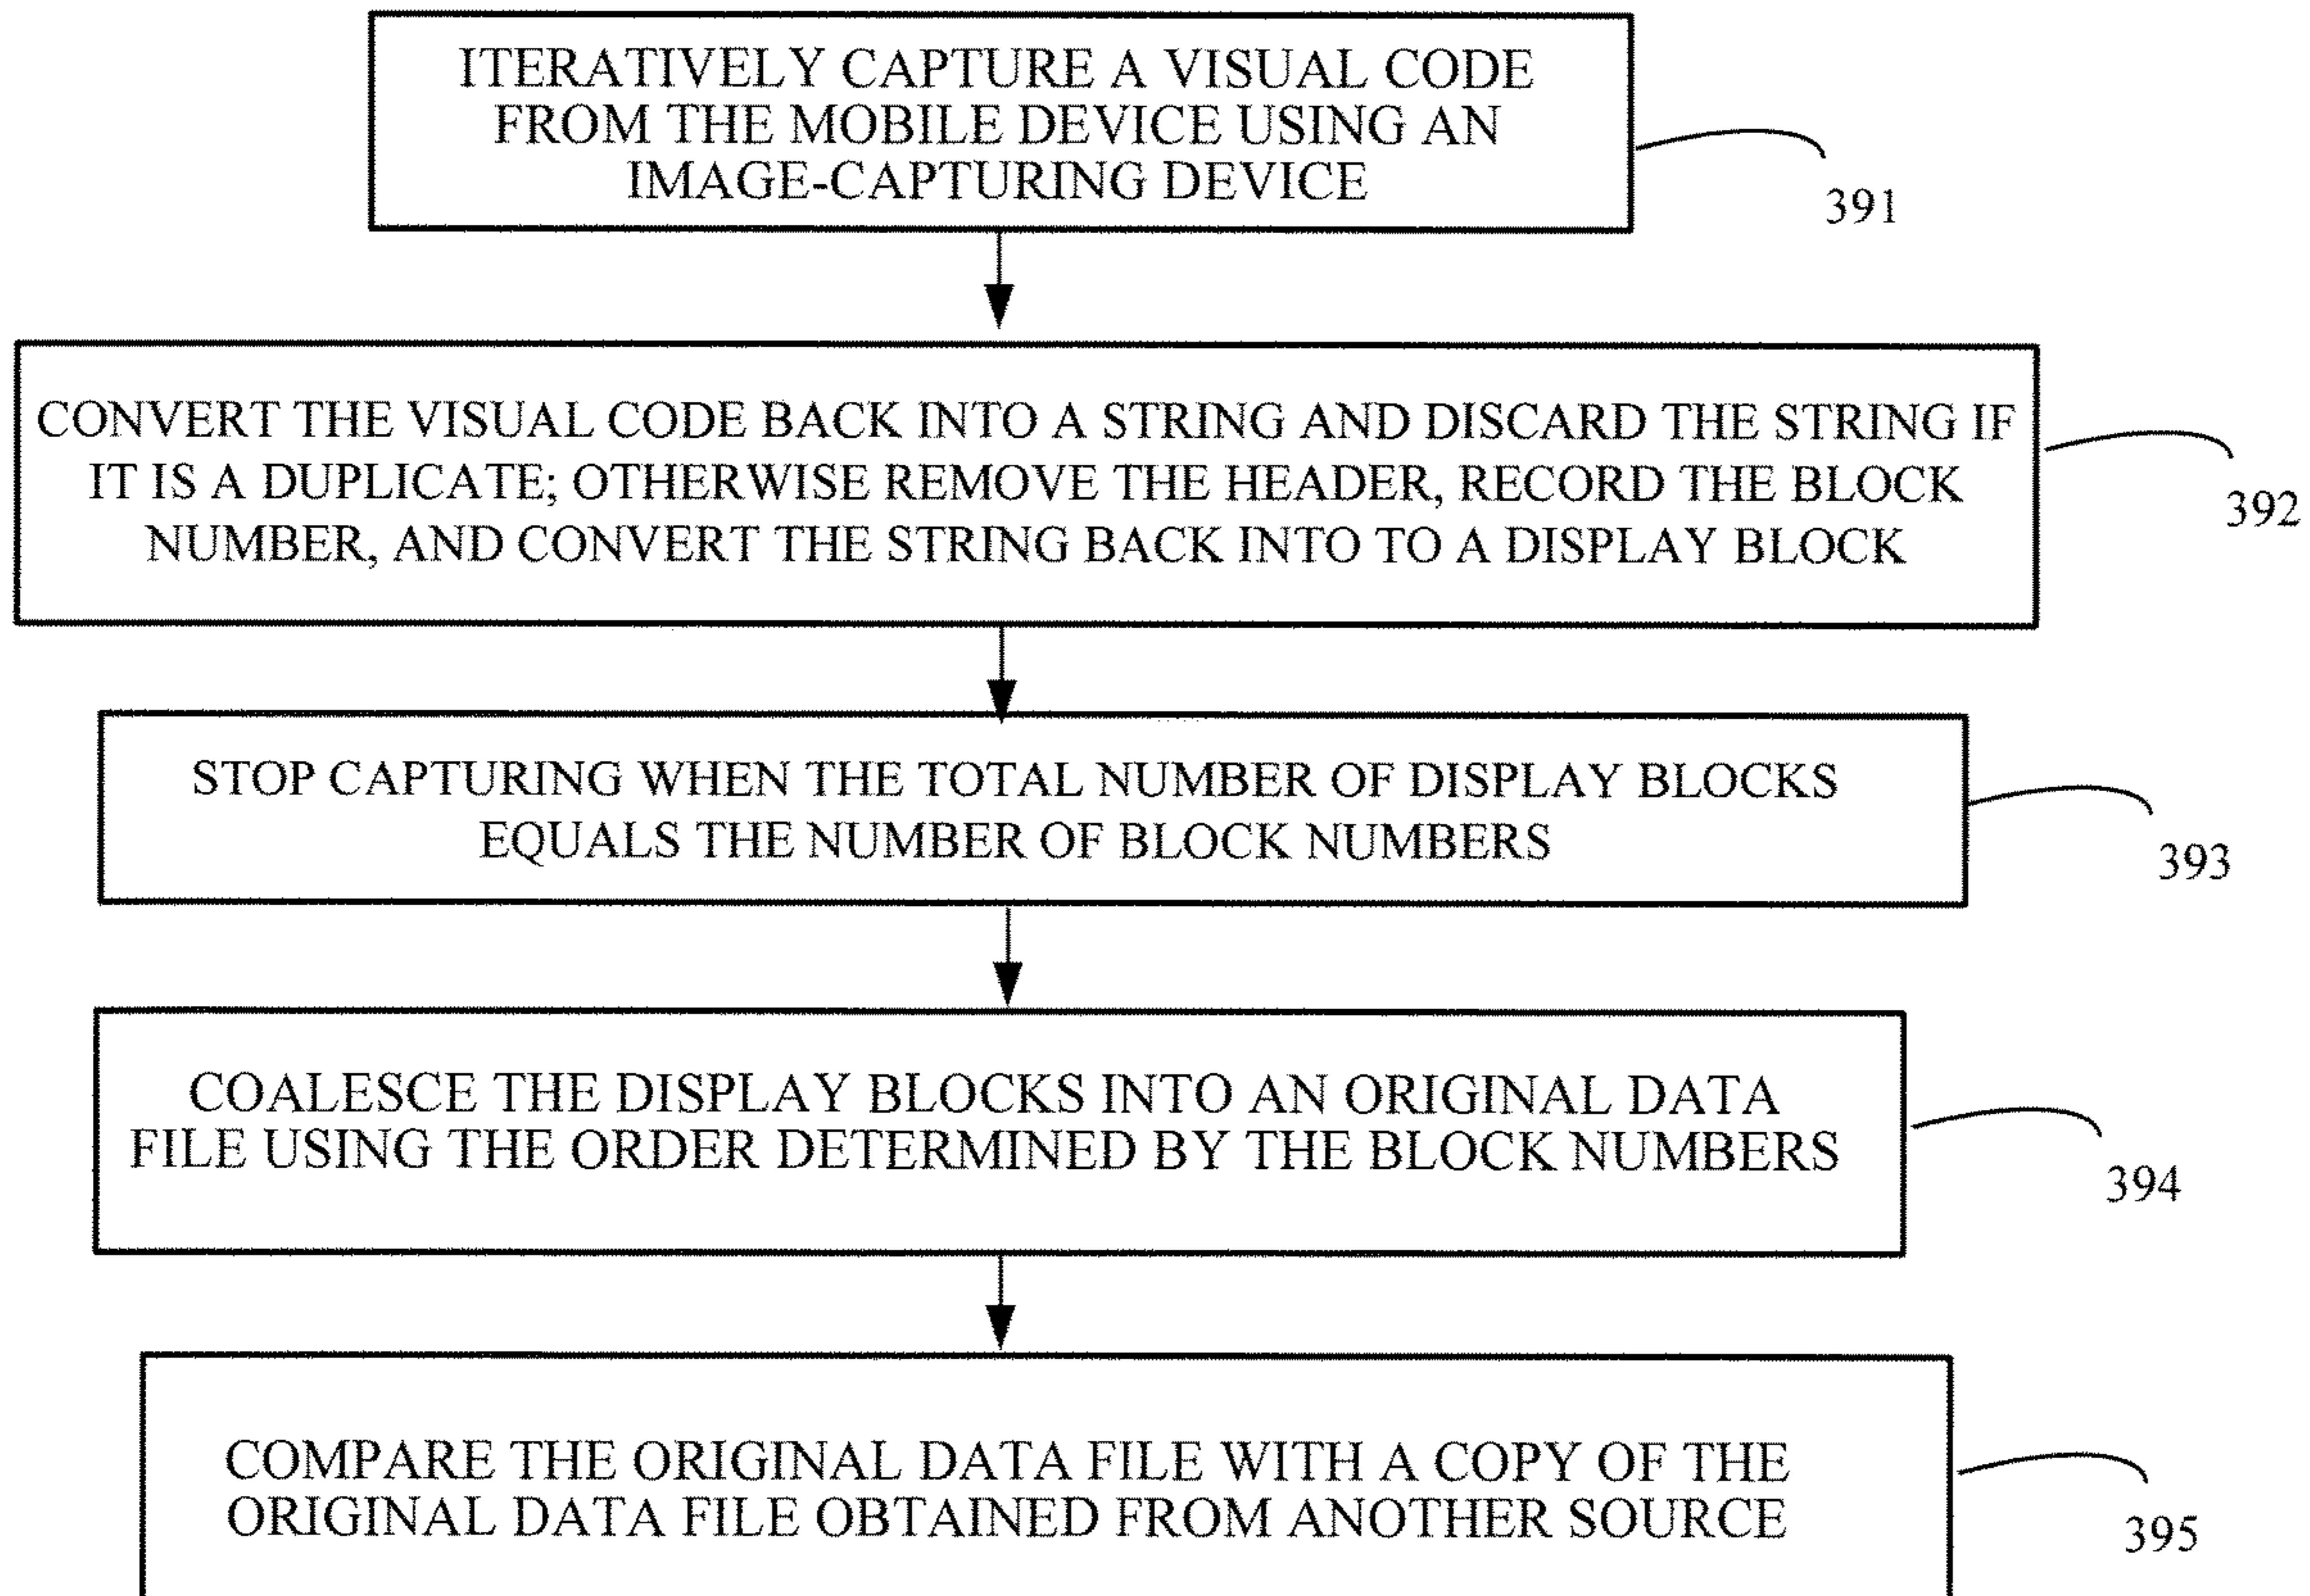 ITERATIVELY CAPTURE A VISUAL CODE
FROM THE MOBILE DEVICE USING AN
IMAGE-CAPTURING DEVICE
391
CONVERT THE VISUAL CODE BACK INTO A STRING AND DISCARD THE STRING IF
IT IS A DUPLICATE; OTHERWISE REMOVE THE HEADER, RECORD THE BLOCK
NUMBER, AND CONVERT THE STRING BACK INTO TO A DISPLAY BLOCK
392
STOP CAPTURING WHEN THE TOTAL NUMBER OF DISPLAY BLOCKS
EQUALS THE NUMBER OF BLOCK NUMBERS
393
COALESCE THE DISPLAY BLOCKS INTO AN ORIGINAL DATA
FILE USING THE ORDER DETERMINED BY THE BLOCK NUMBERS
394
COMPARE THE ORIGINAL DATA FILE WITH A COPY OF THE
ORIGINAL DATA FILE OBTAINED FROM ANOTHER SOURCE
395